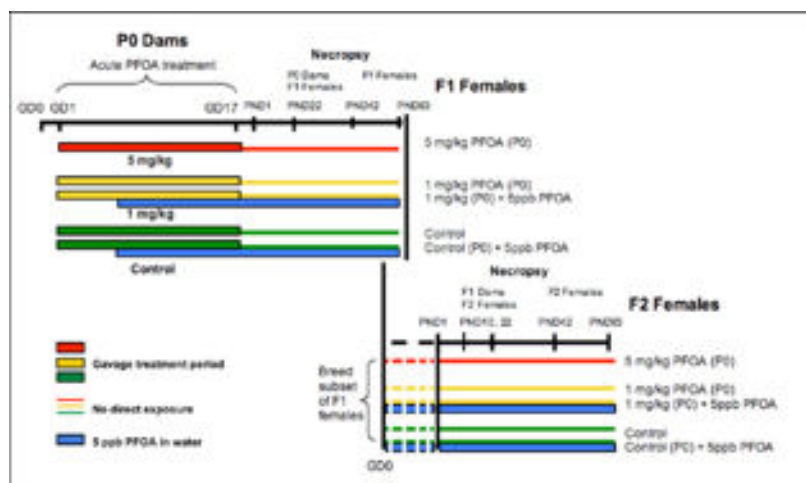 P0 Dams
Acute PFOA treatment
Necropsy
P0 Dams
F1 Females
F1 Females
F1 Females
GD0 GD1
GD17
PND1
PND22
PND42
PND63
5 mg/kg PFOA (P0)
5 mg/kg
1 mg/kg PFOA (P0)
1 mg/kg (P0) + 5ppb PFOA
1 mg/kg
Control
Control (P0) + 5ppb PFOA
Control
Necropsy
F1 Dams
F2 Females
F2 Females
F2 Females
PND1
PND10, 22
PND42
PND63
Gavage treatment period
No direct exposure
5 ppb PFOA in water
Breed
subset
of F1
females
5 mg/kg PFOA (P0)
1 mg/kg PFOA (P0)
1 mg/kg (P0) + 5ppb PFOA
Control
Control (P0) + 5ppb PFOA
GD0